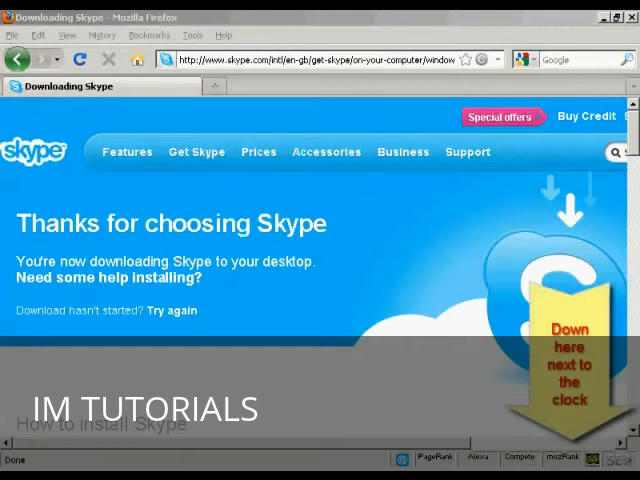 Downloading Skype - Mozilla Firefox
File Edit View History Bookmarks Tools Help
http://www.skype.com/intl/en-gb/get-skype/on-your-computer/window
Google
Downloading Skype
Special offers Buy Credit S
skype Features Get Skype Prices Accessories Business Support
Thanks for choosing Skype
You're now downloading Skype to your desktop.
Need some help installing?
Download hasn't started? Try again
Down
here
next to
the
clock
IM TUTORIALS
How to install Skype
Done PageRank Alexa Compete mozRank SEO